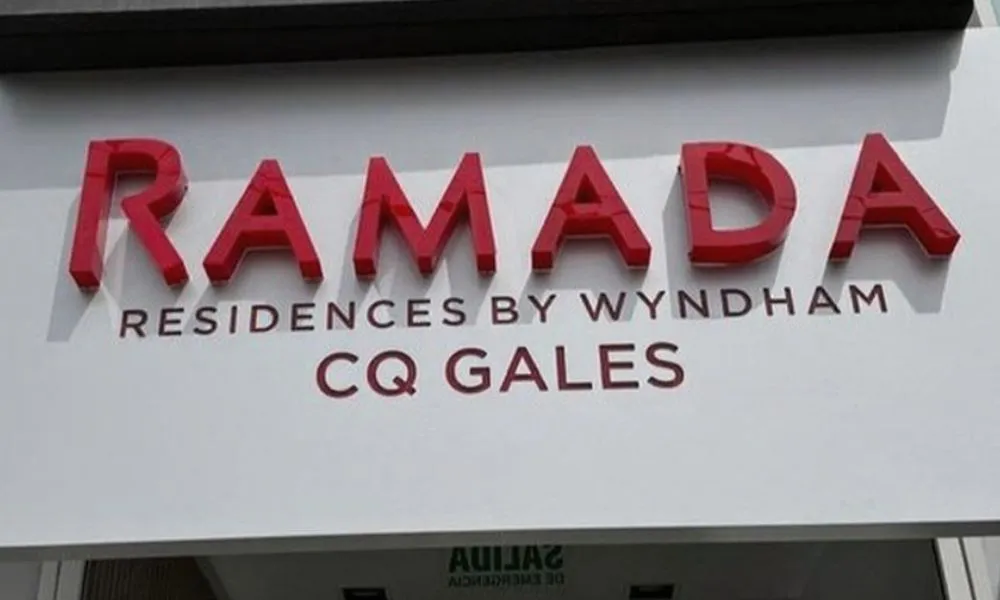 RAMADA
RESIDENCES BY WYNDHAM
CQ GALES
SALIDA
DE EMERGENCIA